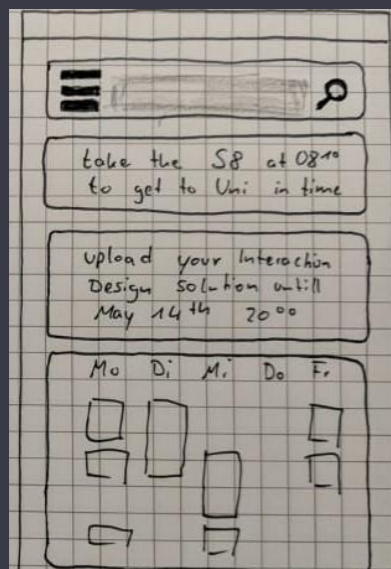 take the S8 at 08¹⁰
to get to Uni in time
upload your Interaction
Design solution untill
May 14th 20⁰⁰
Mo Di Mi Do Fr